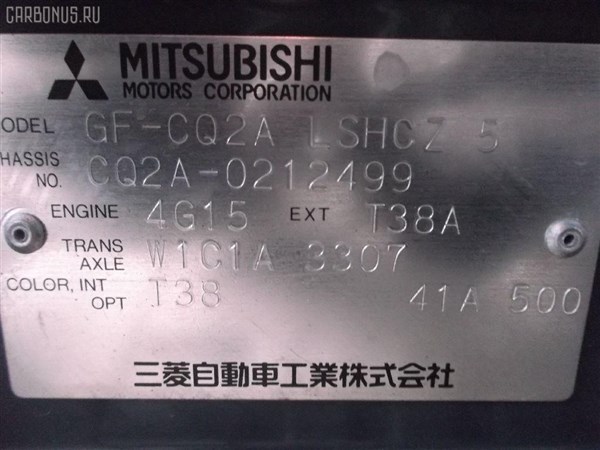 CARBONUS.RU
MITSUBISHI
MOTORS CORPORATION
ODEL GF-CQ2A LSHCZ 5
HASSIS
NO. CQ2A-0212499
ENGINE 4G15 EXT T38A
TRANS
AXLE W1C1A 3307
COLOR, INT
OPT T38 41A 500
三菱自動車工業株式会社